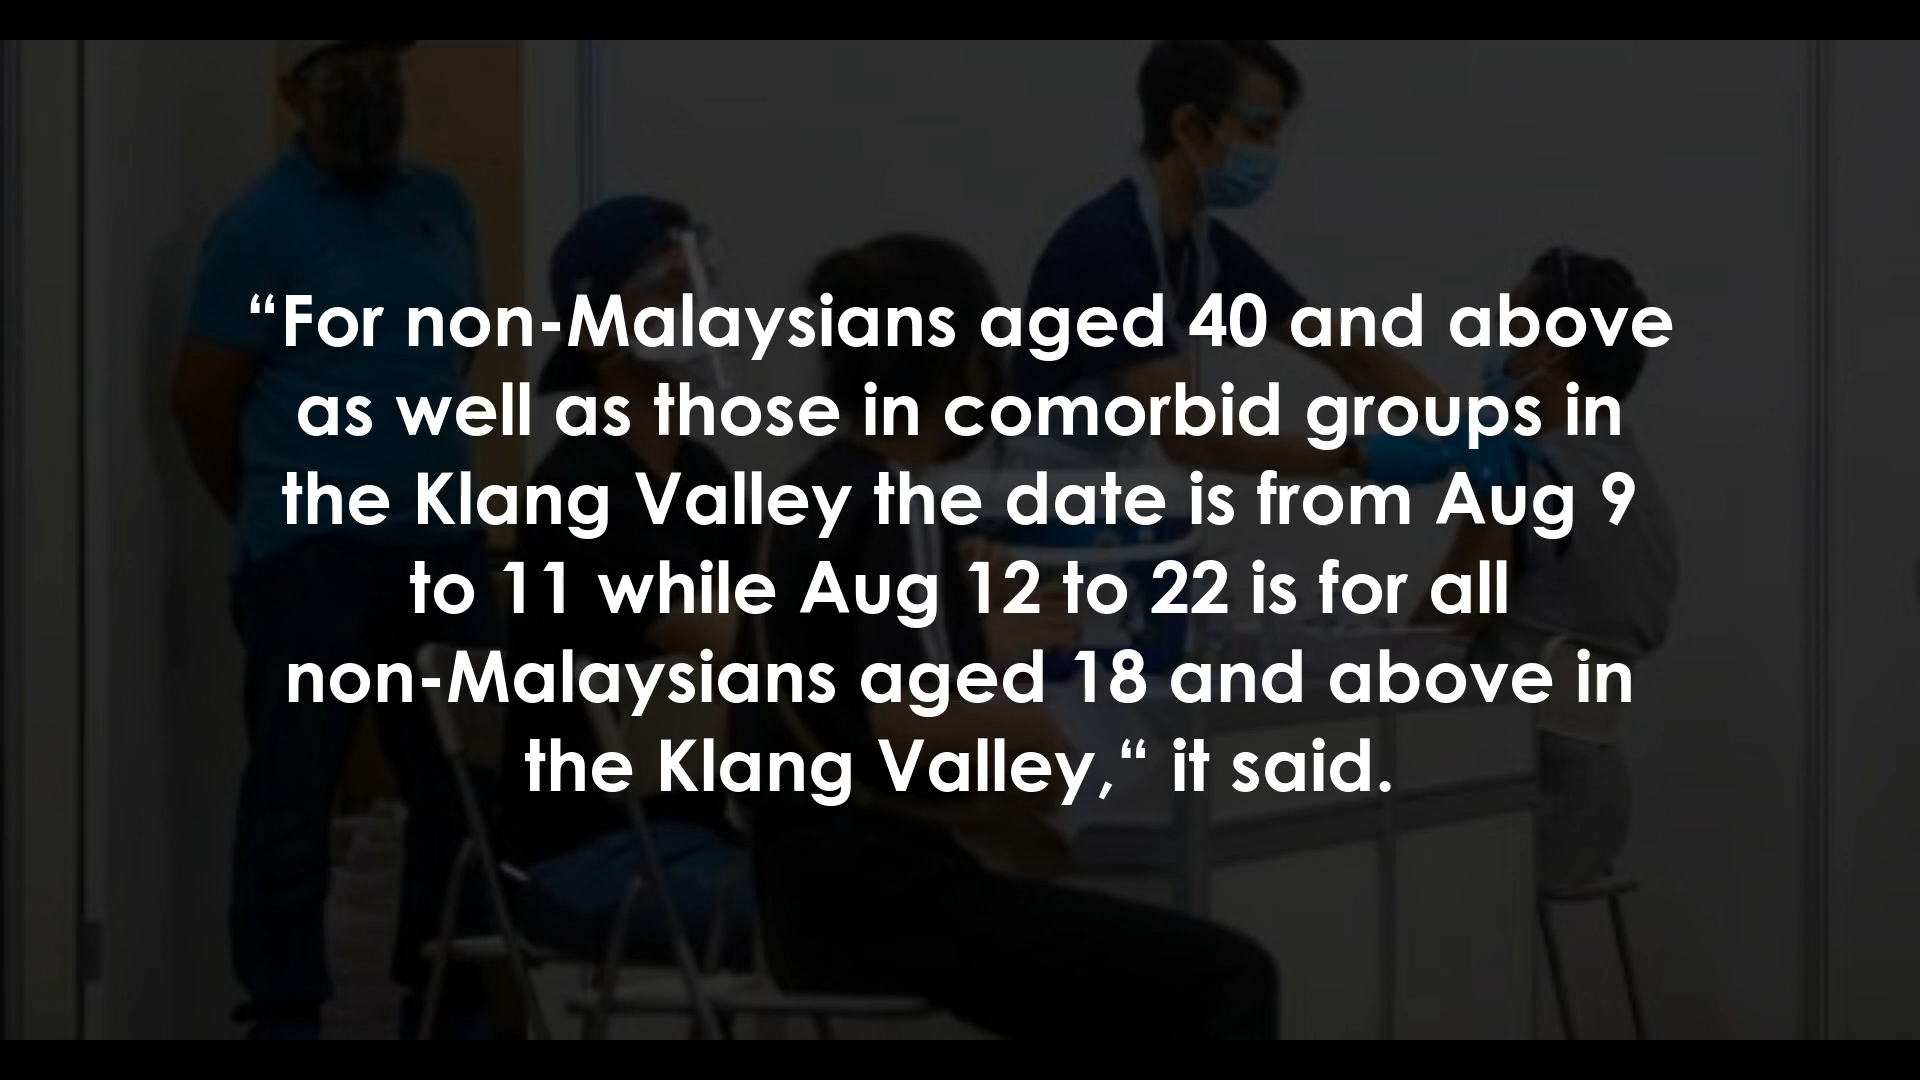 “For non-Malaysians aged 40 and above
as well as those in comorbid groups in
the Klang Valley the date is from Aug 9
to 11 while Aug 12 to 22 is for all
non-Malaysians aged 18 and above in
the Klang Valley,“ it said.